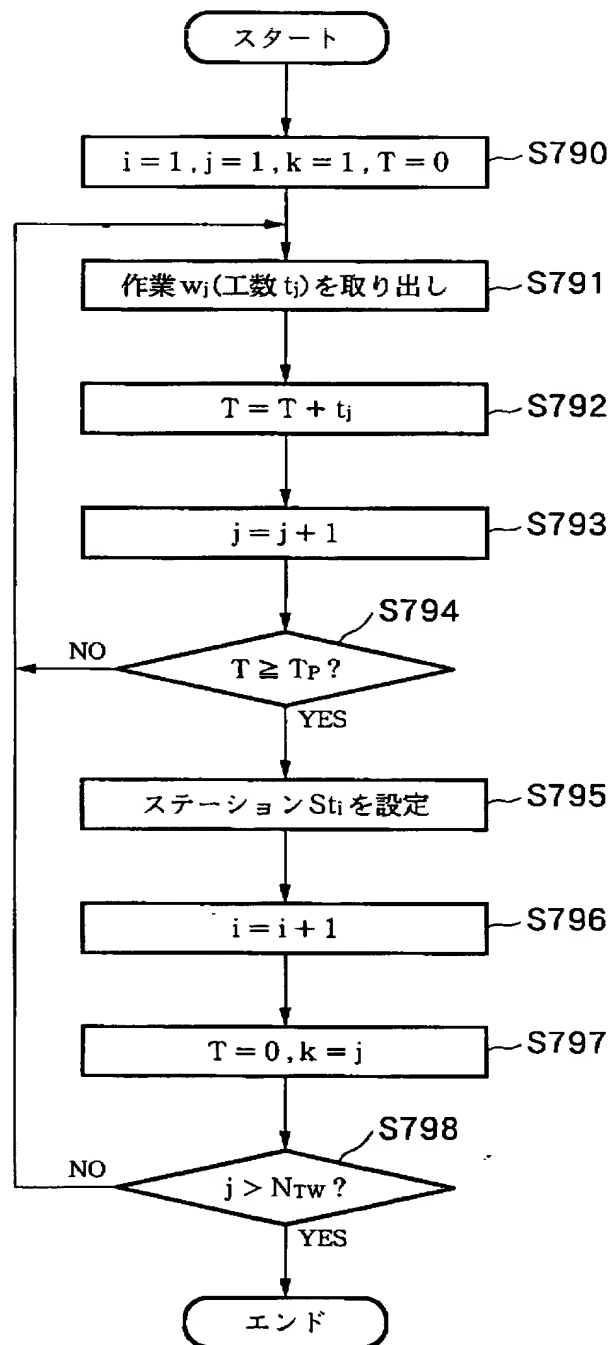 スタート
i = 1 , j = 1 , k = 1 , T = 0
S790
作業 wj (工数 tj) を取り出し
S791
T = T + tj
S792
j = j + 1
S793
S794
NO
T ≧ TP ?
YES
ステーション Sti を設定
S795
i = i + 1
S796
T = 0 , k = j
S797
S798
NO
j > NTW ?
YES
エンド